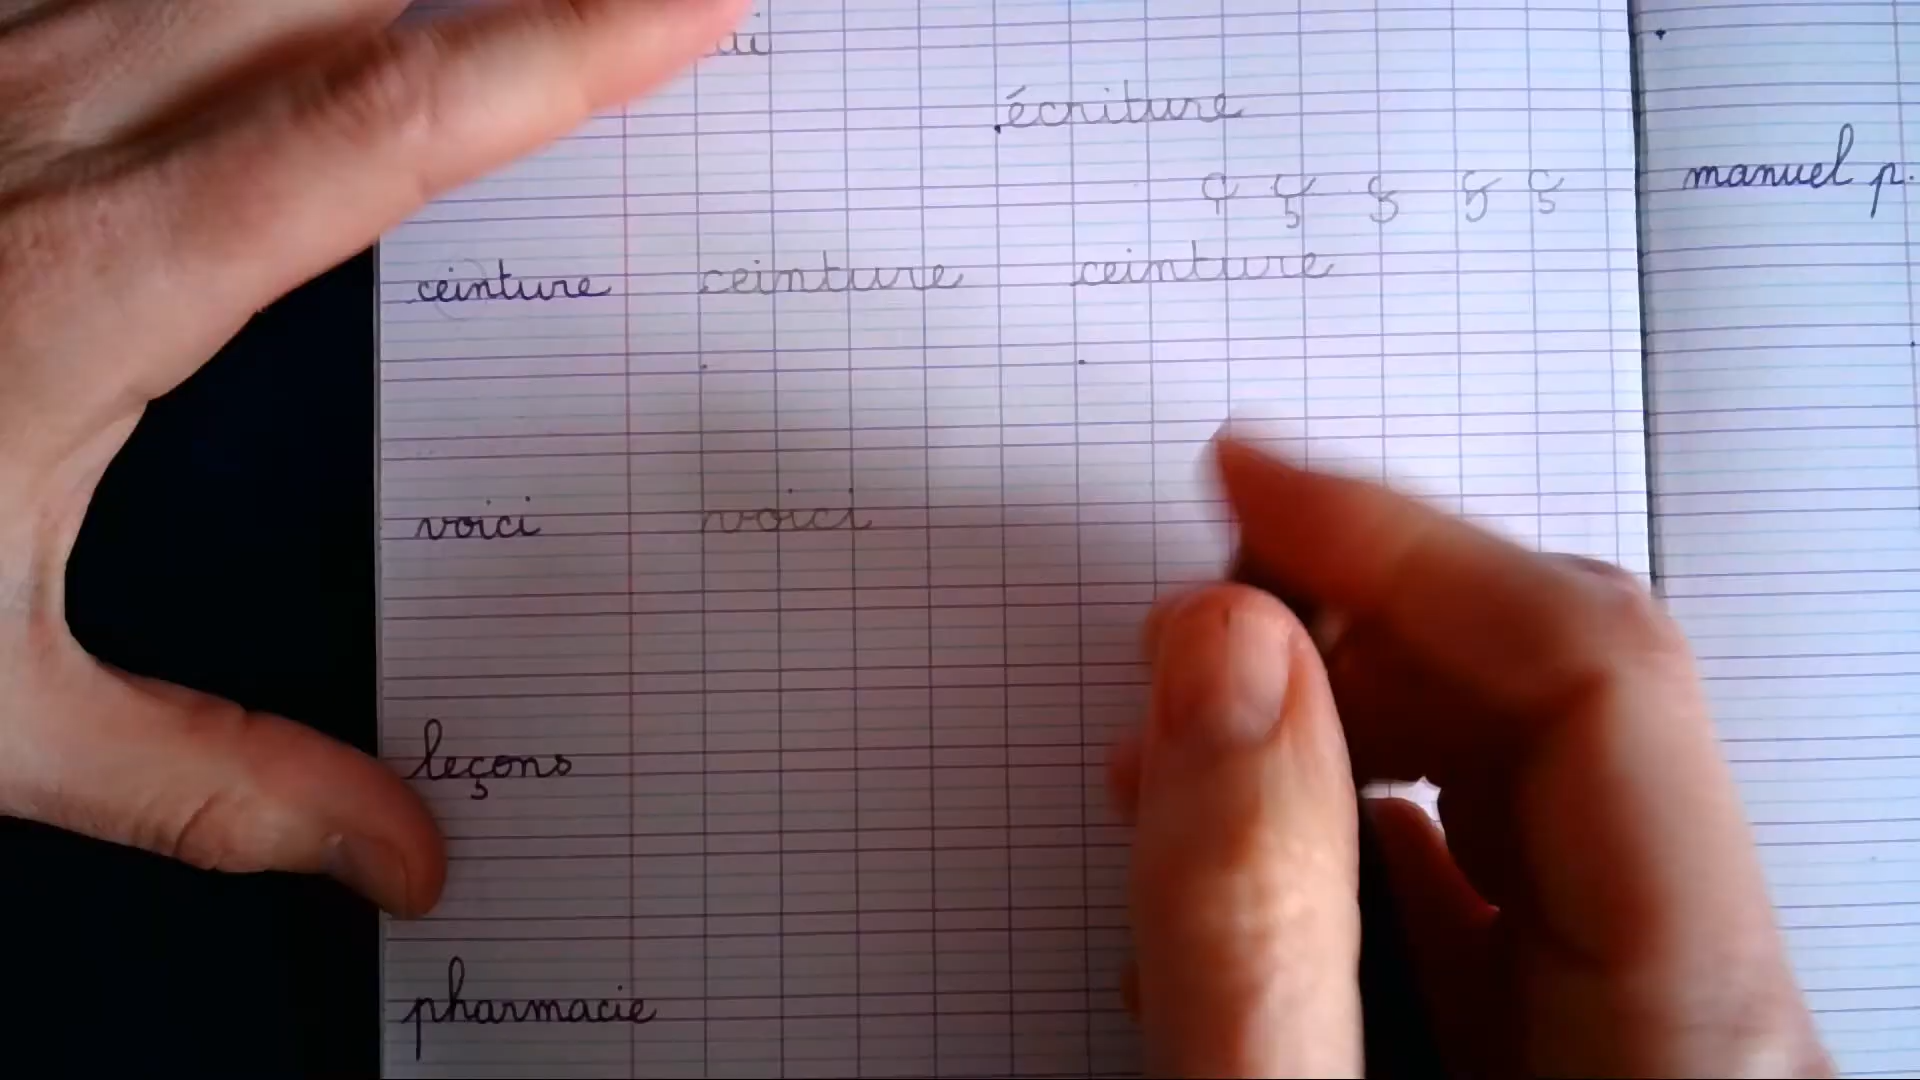 écriture
ç ç ç ç ç
ceinture ceinture ceinture
voici voici
leçons
pharmacie
manuel p.